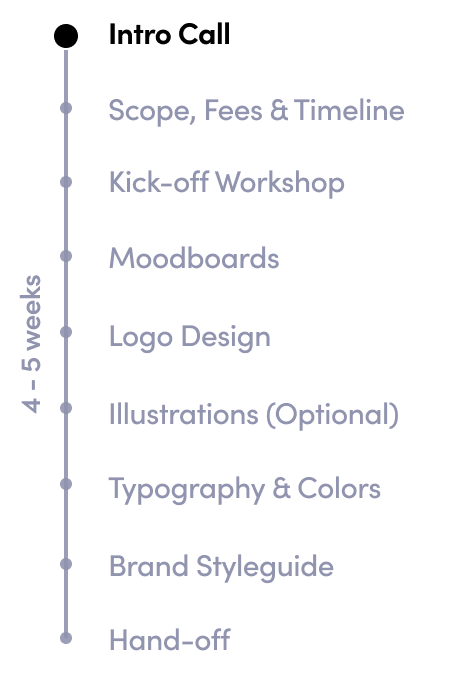 Intro Call
Scope, Fees & Timeline
Kick-off Workshop
Moodboards
4 - 5 weeks
Logo Design
Illustrations (Optional)
Typography & Colors
Brand Styleguide
Hand-off